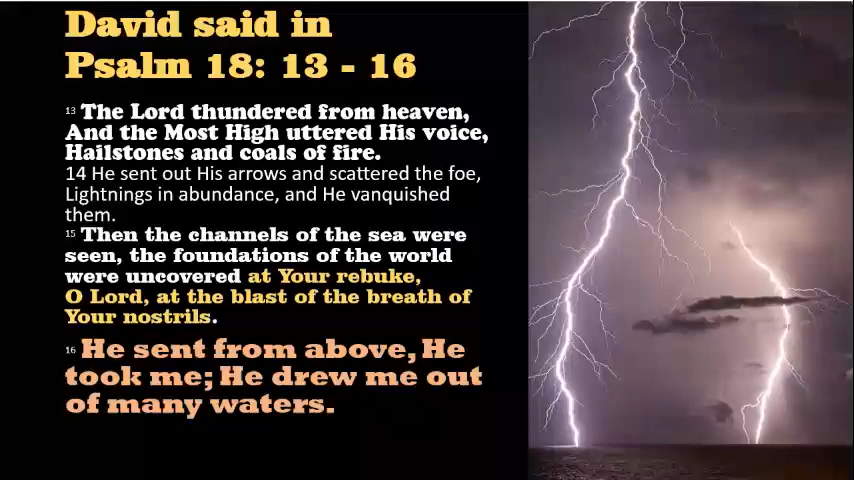 David said in
Psalm 18: 13 - 16
13 The Lord thundered from heaven,
And the Most High uttered His voice,
Hailstones and coals of fire.
14 He sent out His arrows and scattered the foe,
Lightnings in abundance, and He vanquished
them.
15 Then the channels of the sea were
seen, the foundations of the world
were uncovered at Your rebuke,
O Lord, at the blast of the breath of
Your nostrils.
16 He sent from above, He
took me; He drew me out
of many waters.